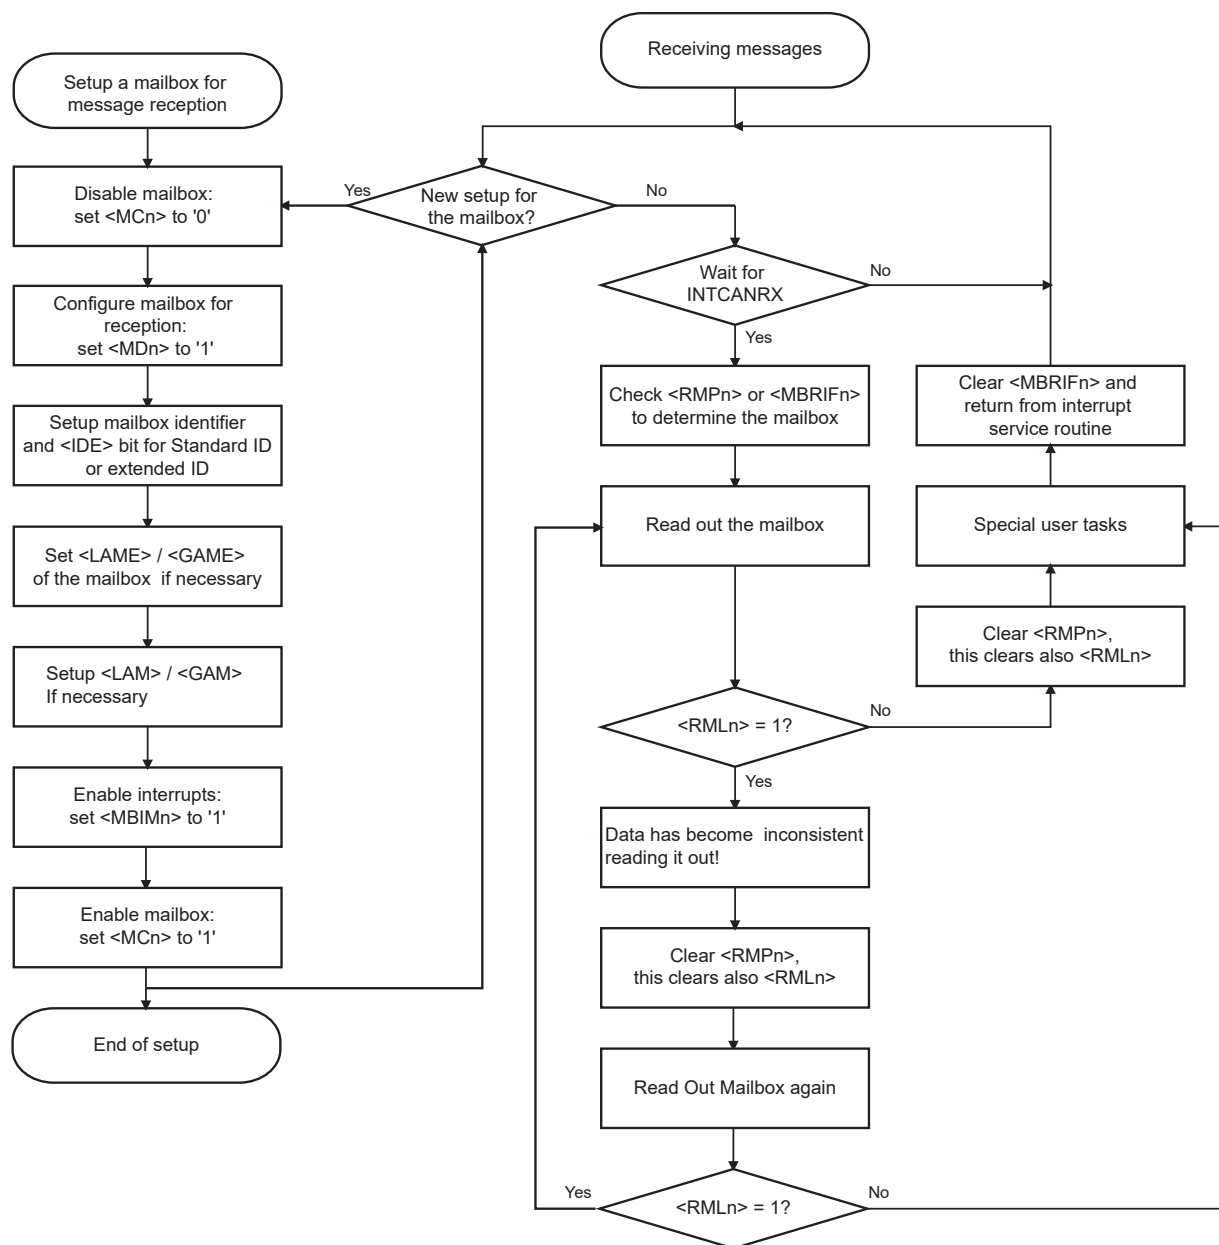 Setup a mailbox for
message reception
Disable mailbox:
set <MCn> to '0'
Configure mailbox for
reception:
set <MDn> to '1'
Setup mailbox identifier
and <IDE> bit for Standard ID
or extended ID
Set <LAME> / <GAME>
of the mailbox if necessary
Setup <LAM> / <GAM>
If necessary
Enable interrupts:
set <MBIMn> to '1'
Enable mailbox:
set <MCn> to '1'
End of setup
Receiving messages
Yes
New setup for
the mailbox?
No
Wait for
INTCANRX
No
Yes
Check <RMPn> or <MBRIFn>
to determine the mailbox
Read out the mailbox
<RMLn> = 1?
No
Yes
Data has become inconsistent
reading it out!
Clear <RMPn>,
this clears also <RMLn>
Read Out Mailbox again
Yes
<RMLn> = 1?
No
Clear <MBRIFn> and
return from interrupt
service routine
Special user tasks
Clear <RMPn>,
this clears also <RMLn>